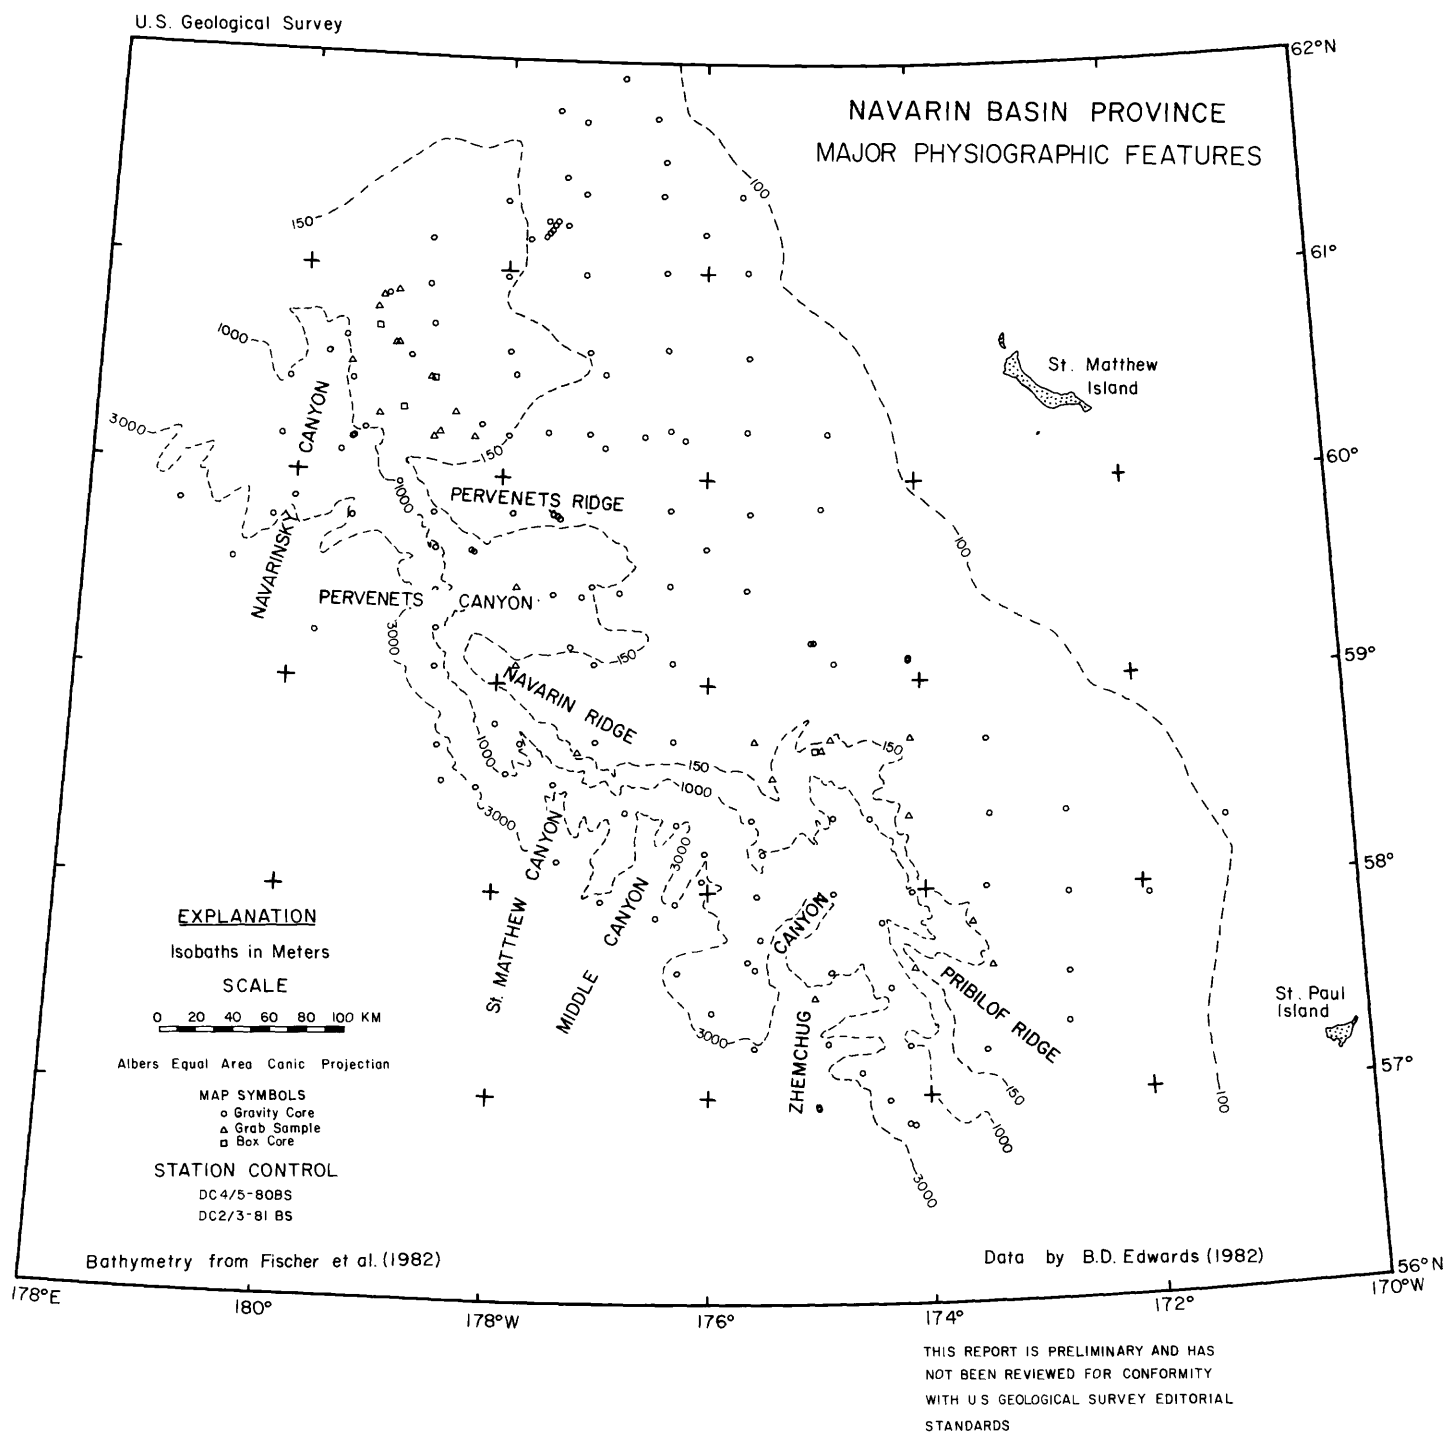 U.S. Geological Survey
62°N
NAVARIN BASIN PROVINCE
MAJOR PHYSIOGRAPHIC FEATURES
100
150
61°
1000
St. Matthew
Island
CANYON
3000
150
60°
1000
PERVENETS RIDGE
NAVARINSKY
100
PERVENETS CANYON
3000
150
59°
NAVARIN RIDGE
1000
150
150
1000
3000
St. MATTHEW CANYON
3000
58°
MIDDLE CANYON
EXPLANATION
Isobaths in Meters
SCALE
0 20 40 60 80 100 KM
ZHEMCHUG CANYON
PRIBILOF RIDGE
St. Paul
Island
3000
57°
Albers Equal Area Canic Projection
MAP SYMBOLS
Gravity Core
Grab Sample
Box Core
150
100
1000
STATION CONTROL
DC4/5-80BS
DC2/3-81 BS
3000
Bathymetry from Fischer et al. (1982)
Data by B.D. Edwards (1982)
56°N
178°E
180°
178°W
176°
174°
172°
170°W
THIS REPORT IS PRELIMINARY AND HAS
NOT BEEN REVIEWED FOR CONFORMITY
WITH U S GEOLOGICAL SURVEY EDITORIAL
STANDARDS